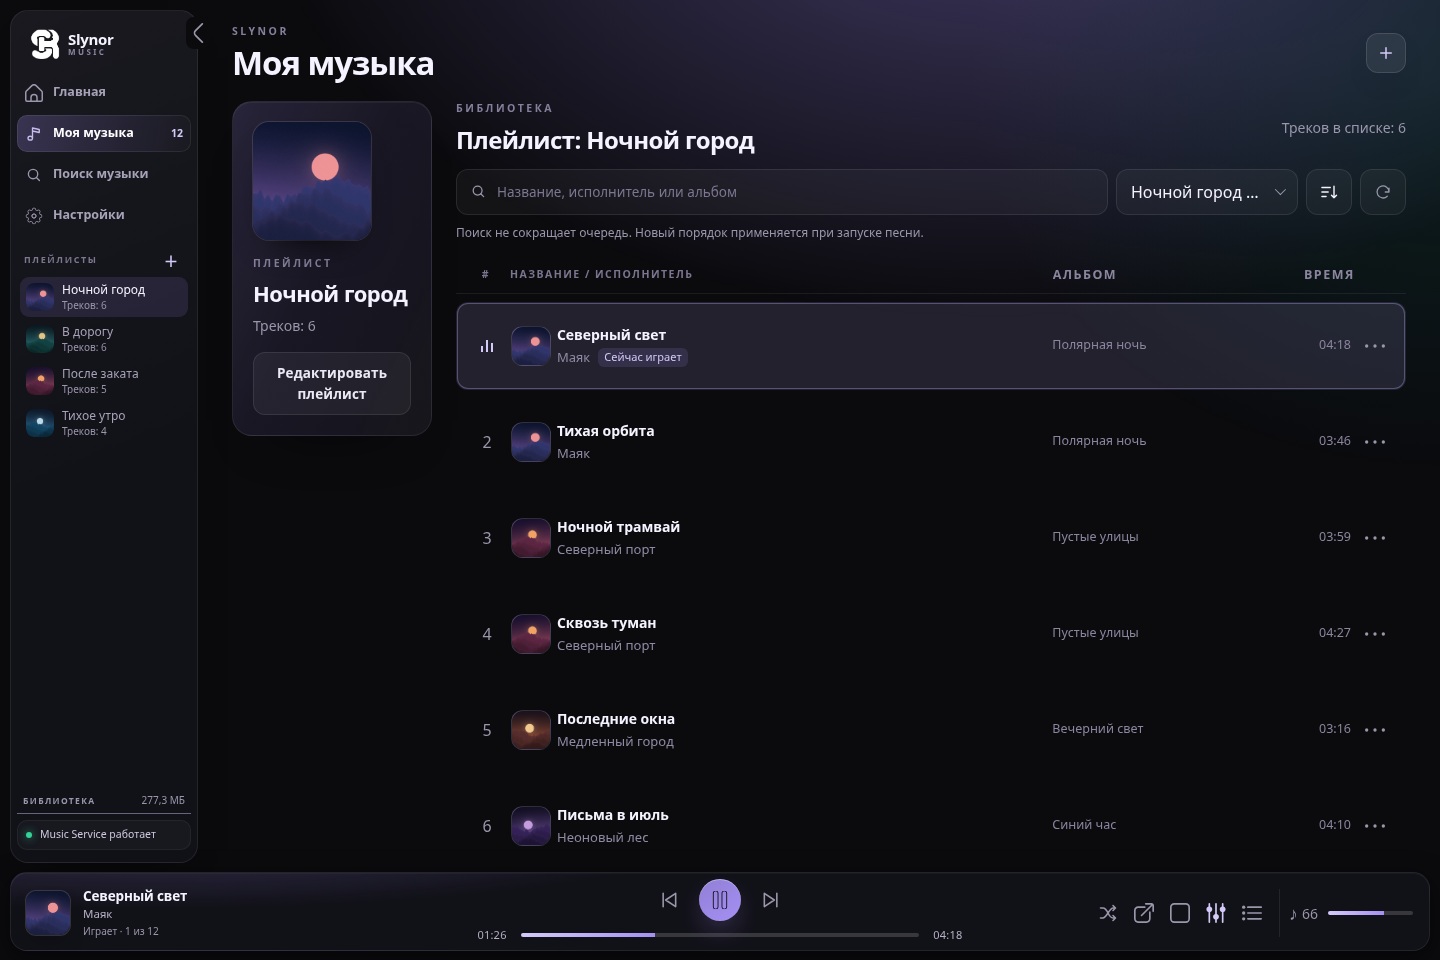 Slynor
MUSIC
Главная
Моя музыка 12
Поиск музыки
Настройки
ПЛЕЙЛИСТЫ +
Ночной город
Треков: 6
В дорогу
Треков: 6
После заката
Треков: 5
Тихое утро
Треков: 4
БИБЛИОТЕКА 277,3 МБ
Music Service работает
SLYNOR
Моя музыка
ПЛЕЙЛИСТ
Ночной город
Треков: 6
Редактировать
плейлист
БИБЛИОТЕКА
Плейлист: Ночной город
Треков в списке: 6
Название, исполнитель или альбом
Ночной город ...
Поиск не сокращает очередь. Новый порядок применяется при запуске песни.
# НАЗВАНИЕ / ИСПОЛНИТЕЛЬ АЛЬБОМ ВРЕМЯ
Северный свет
Маяк Сейчас играет
Полярная ночь 04:18
2 Тихая орбита
Маяк
Полярная ночь 03:46
3 Ночной трамвай
Северный порт
Пустые улицы 03:59
4 Сквозь туман
Северный порт
Пустые улицы 04:27
5 Последние окна
Медленный город
Вечерний свет 03:16
6 Письма в июль
Неоновый лес
Синий час 04:10
Северный свет
Маяк
Играет · 1 из 12
01:26 04:18
♪ 66